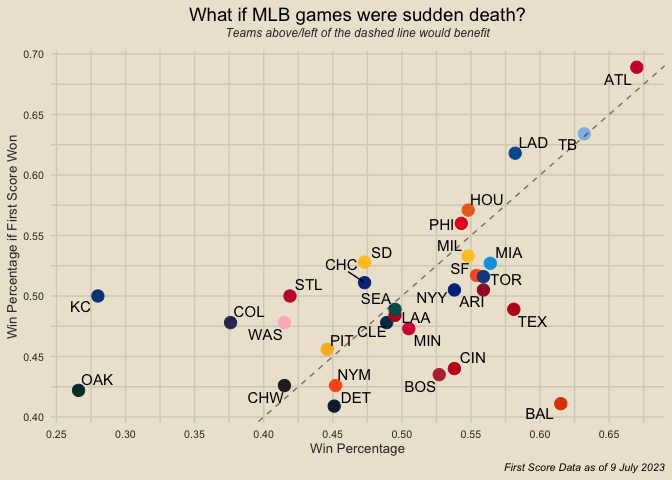 What if MLB games were sudden death?
Teams above/left of the dashed line would benefit
Win Percentage if First Score Won
0.70
0.65
0.60
0.55
0.50
0.45
0.40
ATL
LAD
TB
HOU
PHI
MIL
SD
MIA
CHC
SF
TOR
STL
SEA
NYY
ARI
KC
COL
LAA
TEX
WAS
CLE
MIN
PIT
CIN
OAK
NYM
BOS
CHW
DET
BAL
0.25
0.30
0.35
0.40
0.45
0.50
0.55
0.60
0.65
Win Percentage
First Score Data as of 9 July 2023